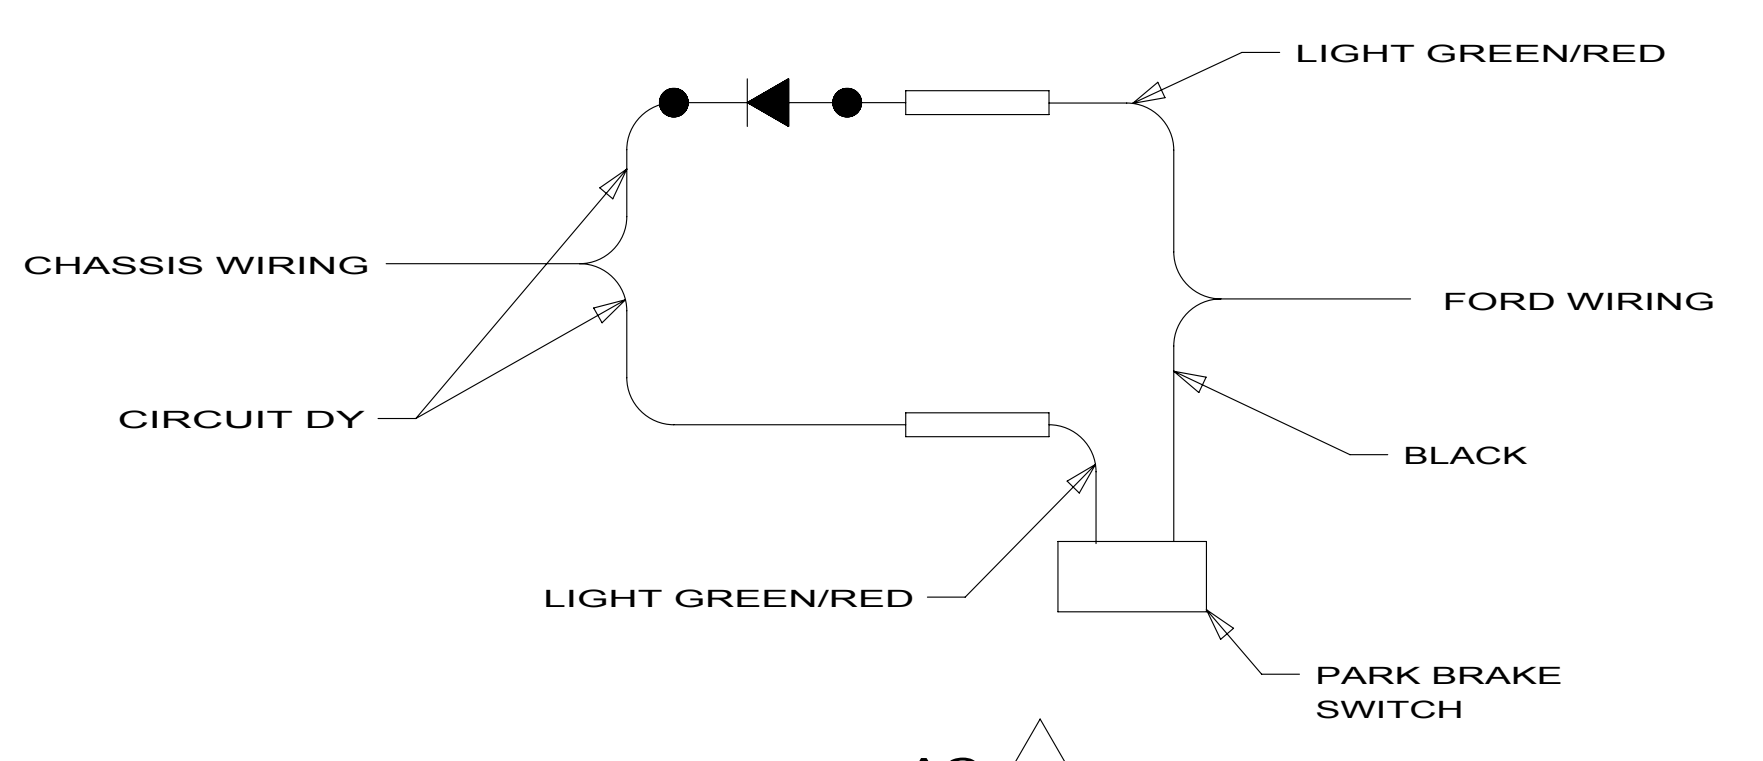 LIGHT GREEN/RED
CHASSIS WIRING
FORD WIRING
CIRCUIT DY
BLACK
LIGHT GREEN/RED
PARK BRAKE
SWITCH